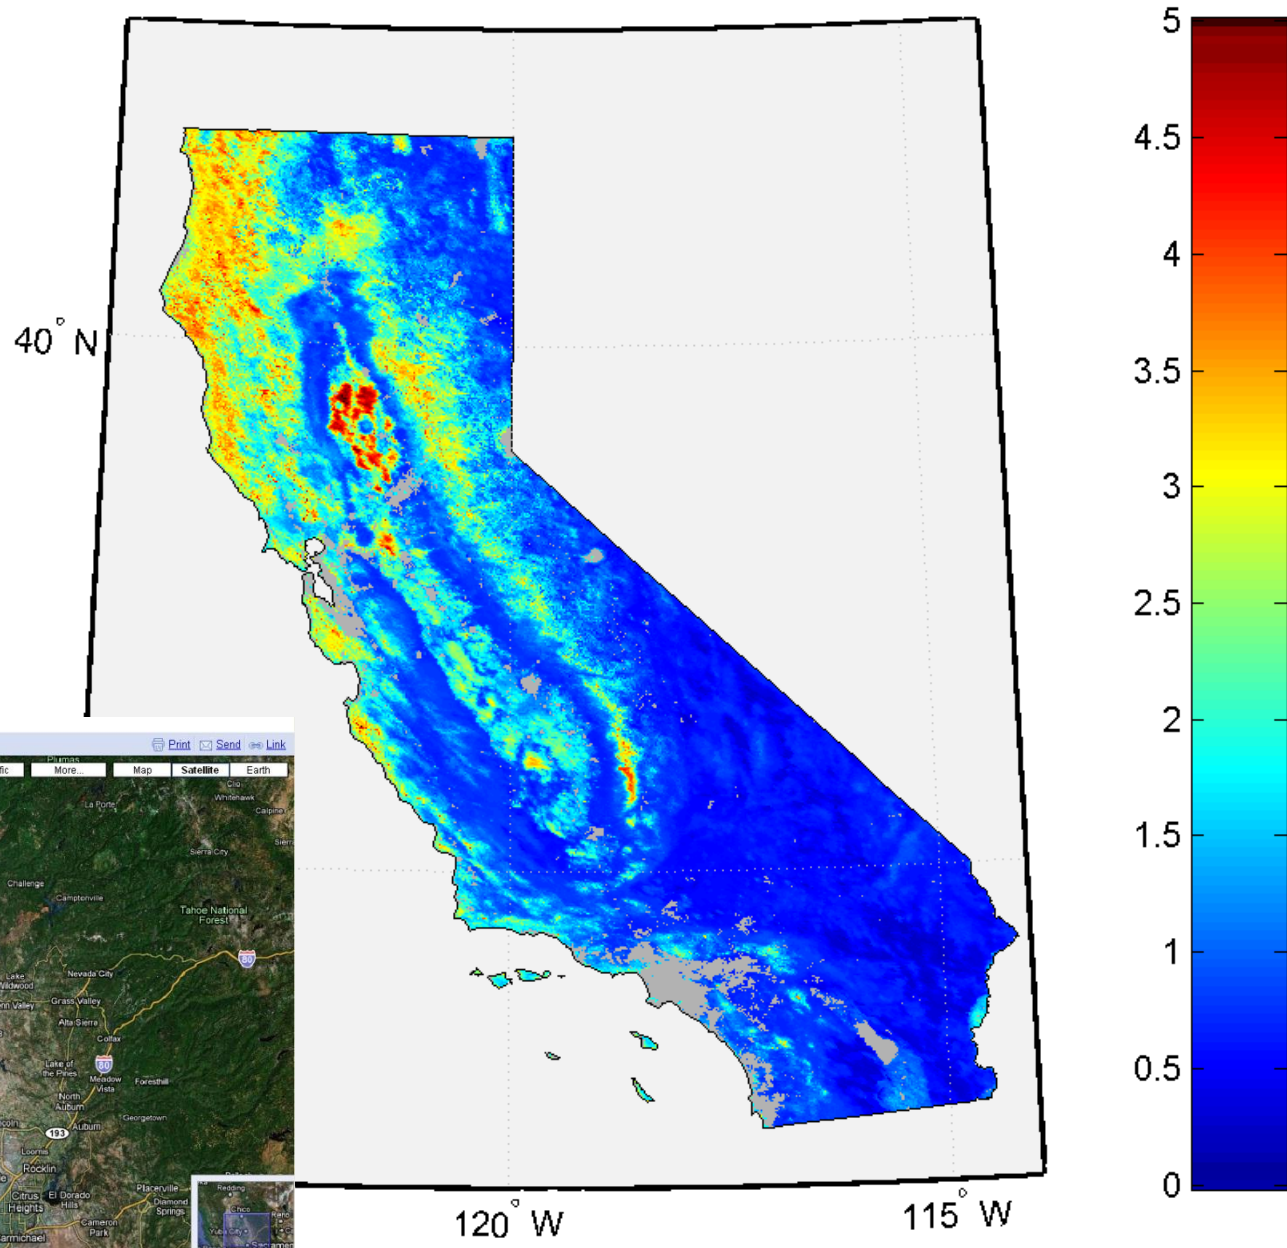 5
4.5
4
3.5
3
2.5
2
1.5
1
0.5
0
40° N
120° W
115° W
Print Send Link
Plumas
More... Map Satellite Earth
Clio
Whitehawk
La Porte
Calpine
Sierra City
Challenge
Camptonville
Tahoe National
Forest
80
Lake
Wildwood
Nevada City
Grass Valley
Alta Sierra
Colfax
80
Lake of
the Pines
Meadow
Vista
Foresthill
North
Auburn
Georgetown
193
Auburn
Loomis
Rocklin
Placerville
Citrus
Heights
El Dorado
Hills
Diamond
Springs
Cameron
Park
Redding
Chico
Reno
Yuba City